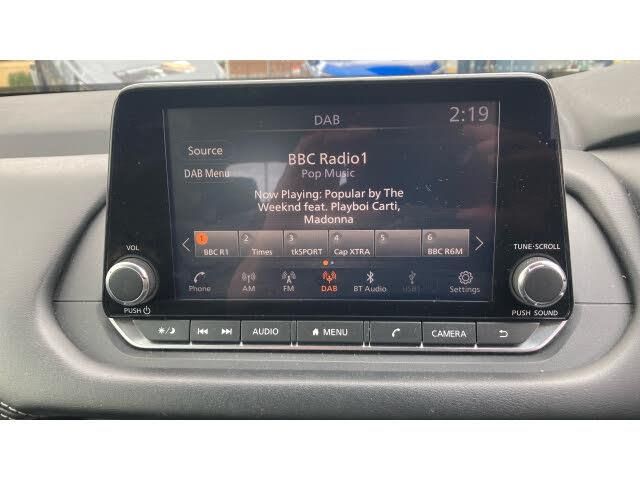 DAB
2:19
Source
DAB Menu
BBC Radio1
Pop Music
Now Playing: Popular by The
Weeknd feat. Playboi Carti,
Madonna
1 2 3 4 5 6
BBC R1 Times tkSPORT Cap XTRA BBC R6M
Phone AM FM DAB BT Audio USB1 Settings
VOL
PUSH
TUNE·SCROLL
PUSH SOUND
AUDIO MENU CAMERA